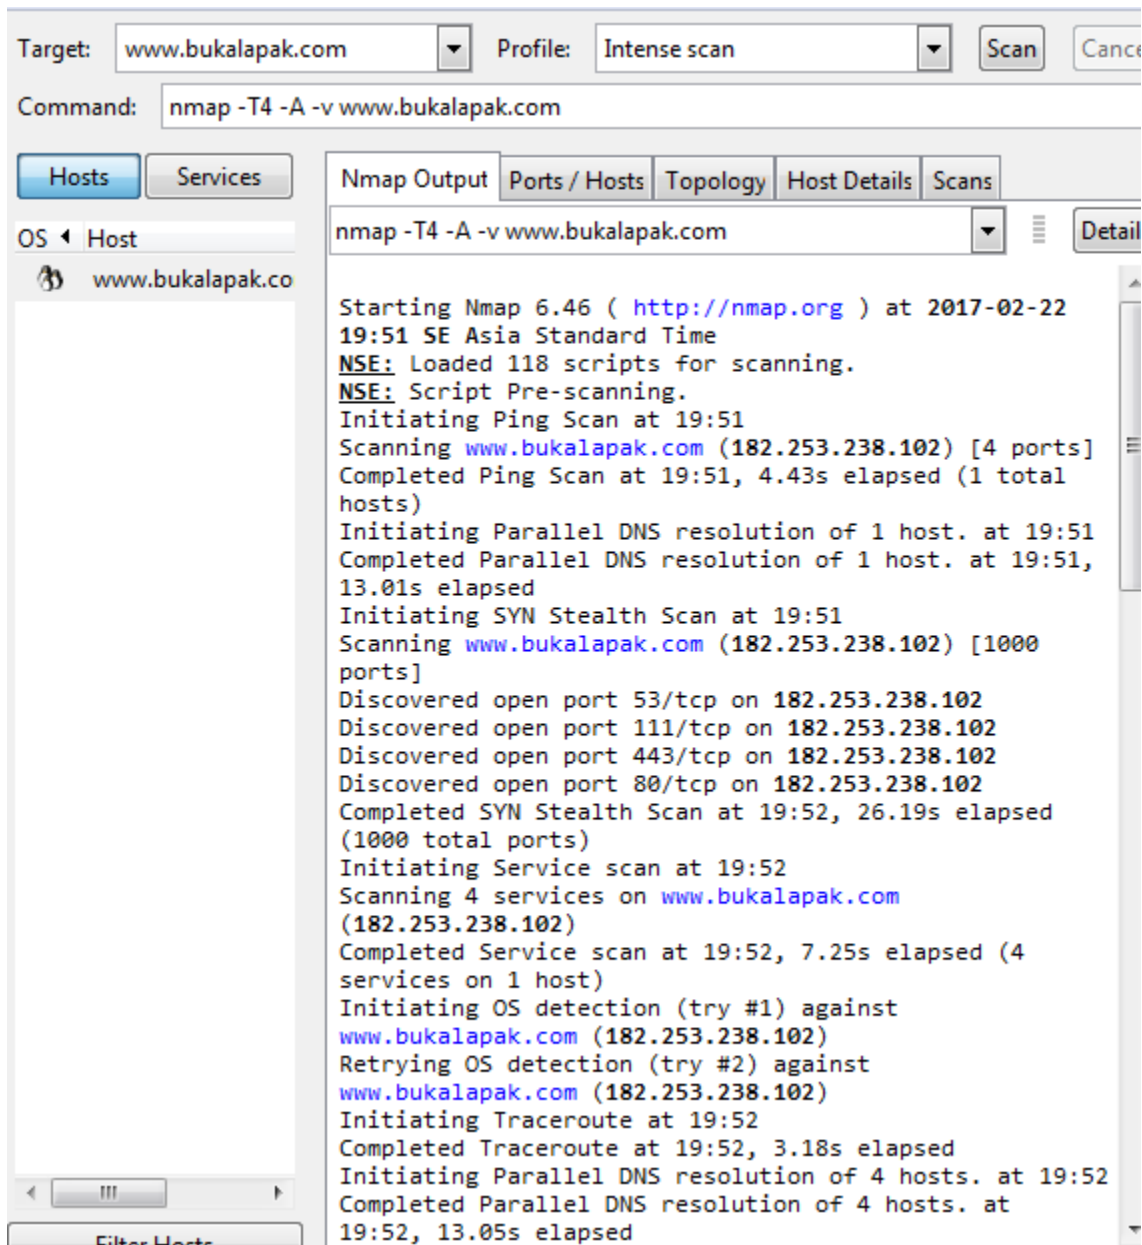 Target: www.bukalapak.com Profile: Intense scan Scan Cance
Command: nmap -T4 -A -v www.bukalapak.com
Hosts Services Nmap Output Ports / Hosts Topology Host Details Scans
nmap -T4 -A -v www.bukalapak.com Detail
OS Host
www.bukalapak.co
Starting Nmap 6.46 ( http://nmap.org ) at 2017-02-22
19:51 SE Asia Standard Time
NSE: Loaded 118 scripts for scanning.
NSE: Script Pre-scanning.
Initiating Ping Scan at 19:51
Scanning www.bukalapak.com (182.253.238.102) [4 ports]
Completed Ping Scan at 19:51, 4.43s elapsed (1 total
hosts)
Initiating Parallel DNS resolution of 1 host. at 19:51
Completed Parallel DNS resolution of 1 host. at 19:51,
13.01s elapsed
Initiating SYN Stealth Scan at 19:51
Scanning www.bukalapak.com (182.253.238.102) [1000
ports]
Discovered open port 53/tcp on 182.253.238.102
Discovered open port 111/tcp on 182.253.238.102
Discovered open port 443/tcp on 182.253.238.102
Discovered open port 80/tcp on 182.253.238.102
Completed SYN Stealth Scan at 19:52, 26.19s elapsed
(1000 total ports)
Initiating Service scan at 19:52
Scanning 4 services on www.bukalapak.com
(182.253.238.102)
Completed Service scan at 19:52, 7.25s elapsed (4
services on 1 host)
Initiating OS detection (try #1) against
www.bukalapak.com (182.253.238.102)
Retrying OS detection (try #2) against
www.bukalapak.com (182.253.238.102)
Initiating Traceroute at 19:52
Completed Traceroute at 19:52, 3.18s elapsed
Initiating Parallel DNS resolution of 4 hosts. at 19:52
Completed Parallel DNS resolution of 4 hosts. at
19:52, 13.05s elapsed
Filter Hosts